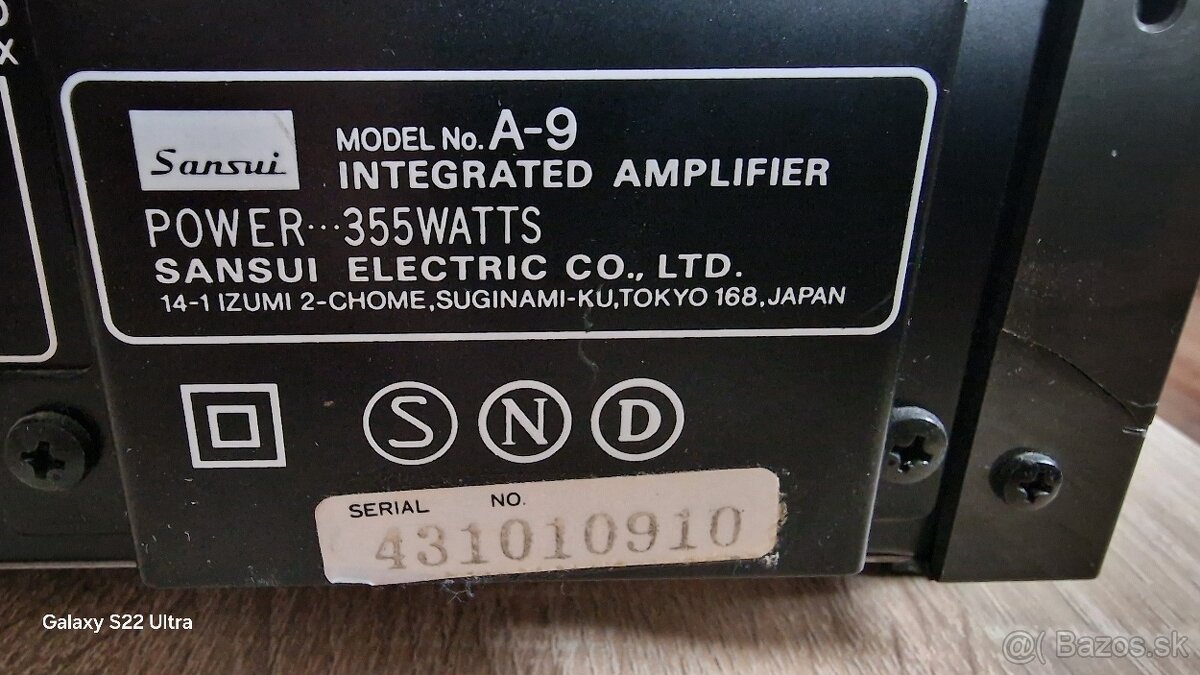 X
Sansui
MODEL No. A-9
INTEGRATED AMPLIFIER
POWER···355WATTS
SANSUI ELECTRIC CO., LTD.
14-1 IZUMI 2-CHOME, SUGINAMI-KU, TOKYO 168, JAPAN
S N D
SERIAL NO.
431010910
Galaxy S22 Ultra
@( Bazos.sk